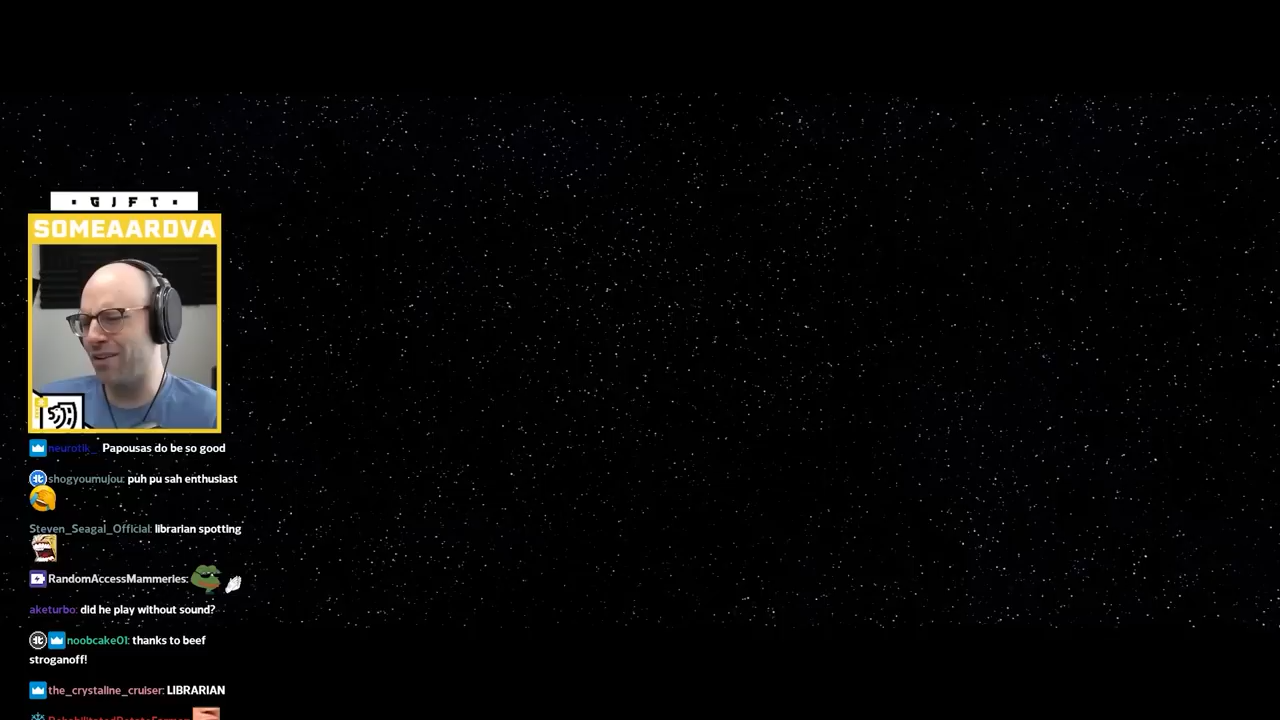 · G I F T ·
SOMEAARDVA
neurotik_ Papousas do be so good
shogyoumujou: puh pu sah enthusiast
Steven_Seagal_Official: librarian spotting
RandomAccessMammeries:
aketurbo: did he play without sound?
noobcake01: thanks to beef
stroganoff!
the_crystaline_cruiser: LIBRARIAN